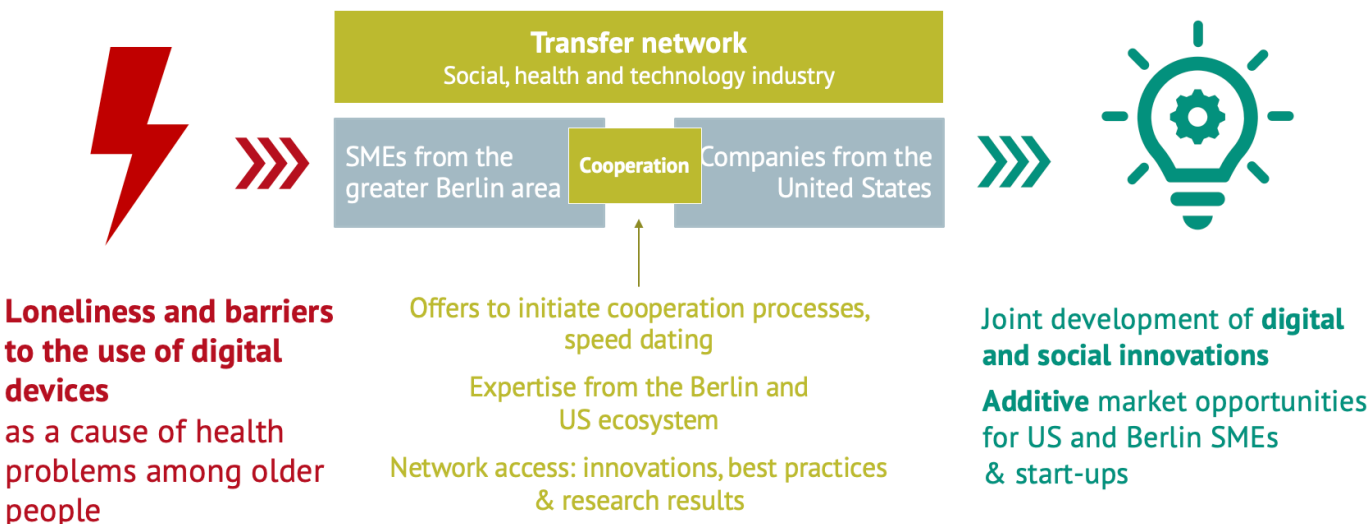 Transfer network
Social, health and technology industry
SMEs from the
greater Berlin area
Cooperation
Companies from the
United States
Loneliness and barriers
to the use of digital
devices
as a cause of health
problems among older
people
Offers to initiate cooperation processes,
speed dating
Expertise from the Berlin and
US ecosystem
Network access: innovations, best practices
& research results
Joint development of digital
and social innovations
Additive market opportunities
for US and Berlin SMEs
& start-ups